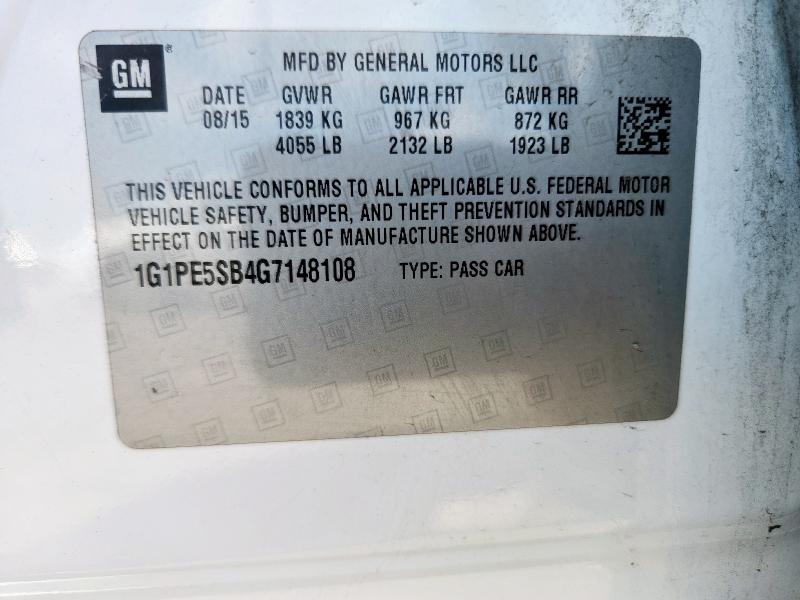 GM®
MFD BY GENERAL MOTORS LLC
DATE GVWR GAWR FRT GAWR RR
08/15 1839 KG 967 KG 872 KG
4055 LB 2132 LB 1923 LB
THIS VEHICLE CONFORMS TO ALL APPLICABLE U.S. FEDERAL MOTOR
VEHICLE SAFETY, BUMPER, AND THEFT PREVENTION STANDARDS IN
EFFECT ON THE DATE OF MANUFACTURE SHOWN ABOVE.
1G1PE5SB4G7148108 TYPE: PASS CAR